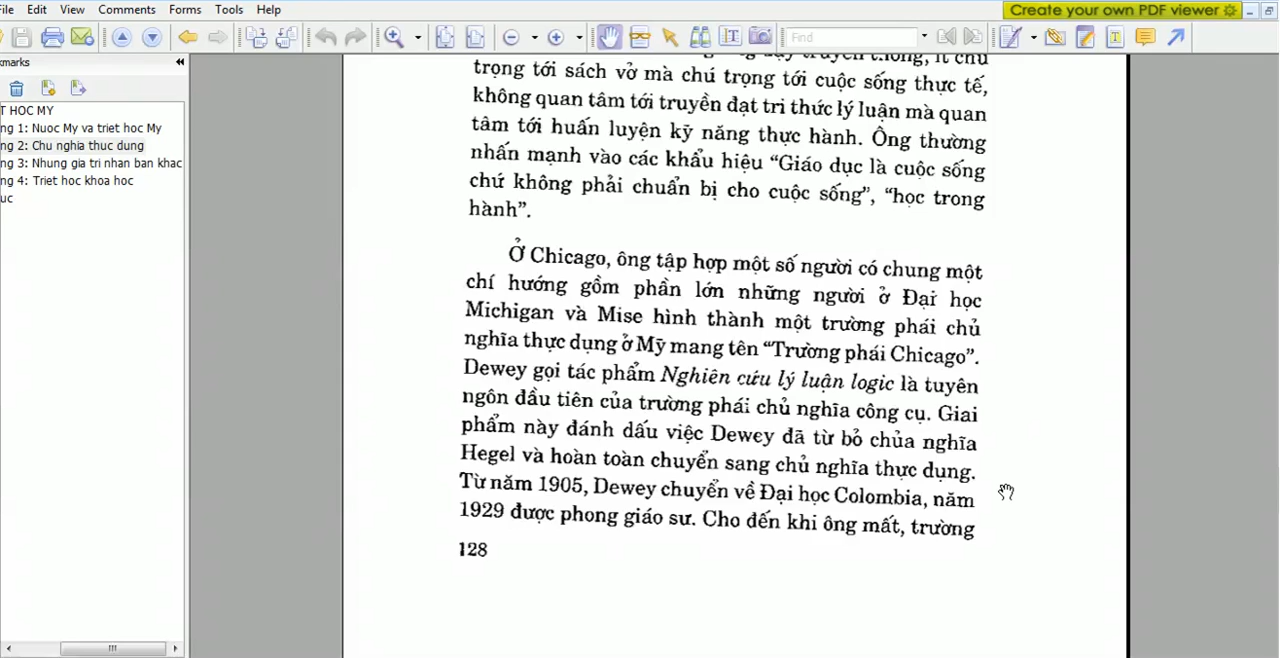 File Edit View Comments Forms Tools Help
Create your own PDF viewer
Find
marks
T HOC MY
ng 1: Nuoc My va triet hoc My
ng 2: Chu nghia thuc dung
ng 3: Nhung gia tri nhan ban khac
ng 4: Triet hoc khoa hoc
uc
trọng tới sách vở mà chú trọng tới cuộc sống thực tế,
không quan tâm tới truyền đạt tri thức lý luận mà quan
tâm tới huấn luyện kỹ năng thực hành. Ông thường
nhấn mạnh vào các khẩu hiệu “Giáo dục là cuộc sống
chứ không phải chuẩn bị cho cuộc sống”, “học trong
hành”.
Ở Chicago, ông tập hợp một số người có chung một
chí hướng gồm phần lớn những người ở Đại học
Michigan và Mise hình thành một trường phái chủ
nghĩa thực dụng ở Mỹ mang tên “Trường phái Chicago”.
Dewey gọi tác phẩm Nghiên cứu lý luận logic là tuyên
ngôn đầu tiên của trường phái chủ nghĩa công cụ. Giai
phẩm này đánh dấu việc Dewey đã từ bỏ chủa nghĩa
Hegel và hoàn toàn chuyển sang chủ nghĩa thực dụng.
Từ năm 1905, Dewey chuyển về Đại học Colombia, năm
1929 được phong giáo sư. Cho đến khi ông mất, trường
128